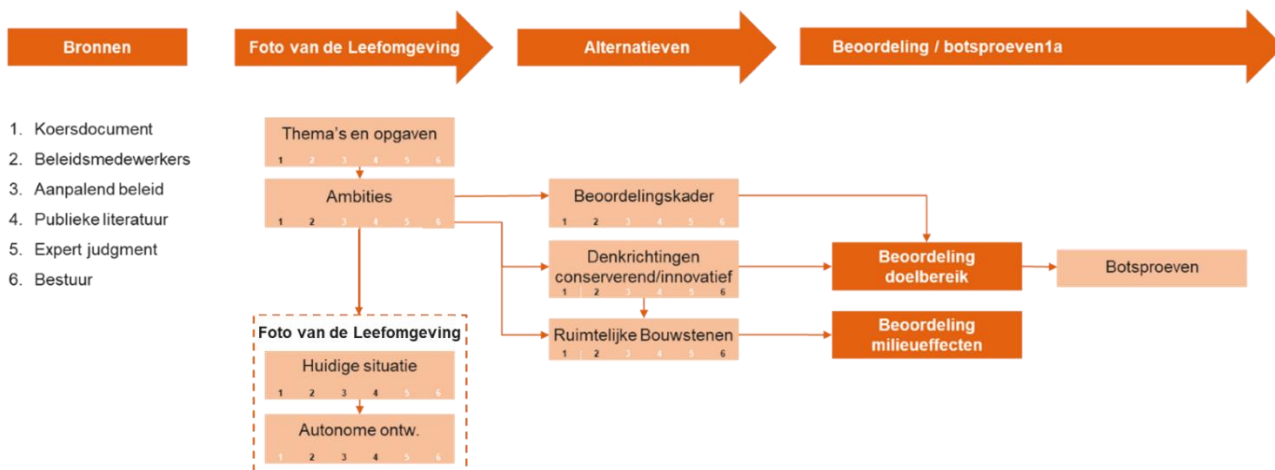 Bronnen
Foto van de Leefomgeving
Alternatieven
Beoordeling / botsproeven1a
1. Koersdocument
2. Beleidsmedewerkers
3. Aanpalend beleid
4. Publieke literatuur
5. Expert judgment
6. Bestuur
Thema's en opgaven
1 2 3 4 5 6
Ambities
1 2 3 4 5 6
Foto van de Leefomgeving
Huidige situatie
1 2 3 4 5 6
Autonome ontw.
1 2 3 4 5 6
Beoordelingskader
1 2 3 4 5 6
Denkrichtingen
conserverend/innovatief
1 2 3 4 5 6
Ruimtelijke Bouwstenen
1 2 3 4 5 6
Beoordeling
doelbereik
Beoordeling
milieueffecten
Botsproeven